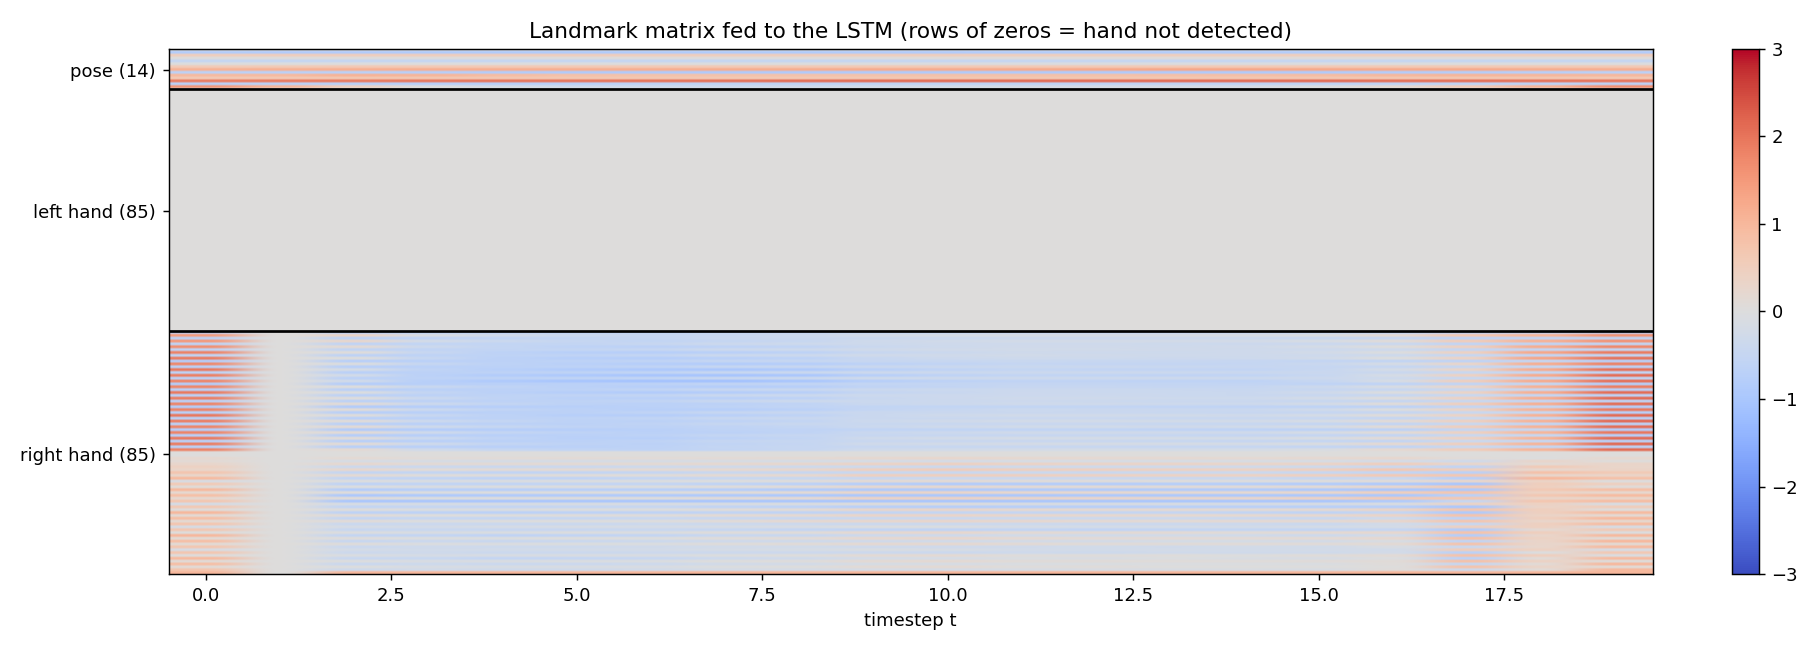 Landmark matrix fed to the LSTM (rows of zeros = hand not detected)
pose (14)
left hand (85)
right hand (85)
0.0 2.5 5.0 7.5 10.0 12.5 15.0 17.5
timestep t
3
2
1
0
−1
−2
−3